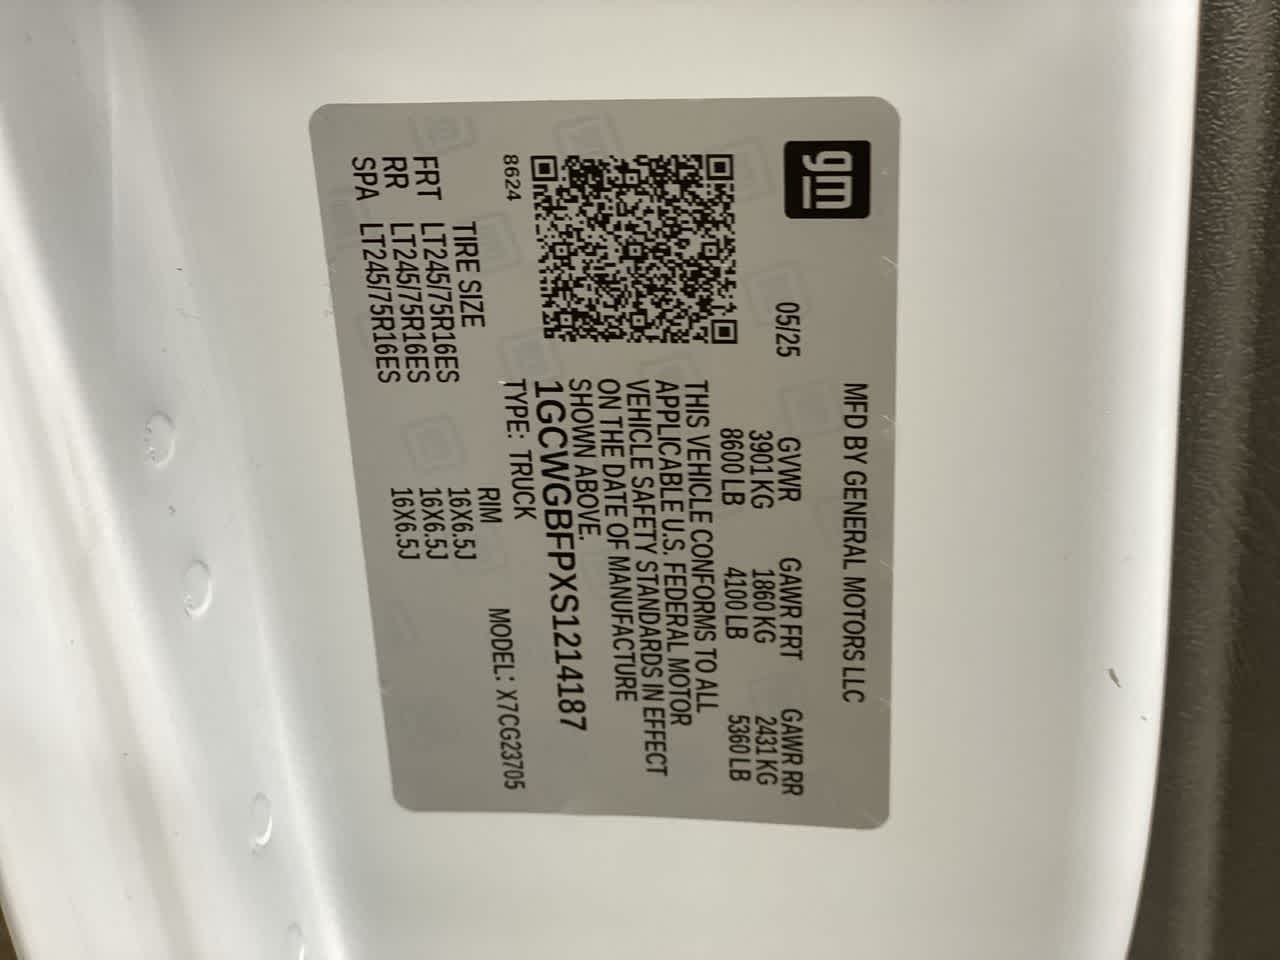 gm
MFD BY GENERAL MOTORS LLC
05/25
GVWR GAWR FRT GAWR RR
3901 KG 1860 KG 2431 KG
8600 LB 4100 LB 5360 LB
THIS VEHICLE CONFORMS TO ALL
APPLICABLE U.S. FEDERAL MOTOR
VEHICLE SAFETY STANDARDS IN EFFECT
ON THE DATE OF MANUFACTURE
SHOWN ABOVE.
1GCWGBFPXS1214187
8624
TYPE: TRUCK MODEL: X7CG23705
TIRE SIZE RIM
FRT LT245/75R16ES 16X6.5J
RR LT245/75R16ES 16X6.5J
SPA LT245/75R16ES 16X6.5J